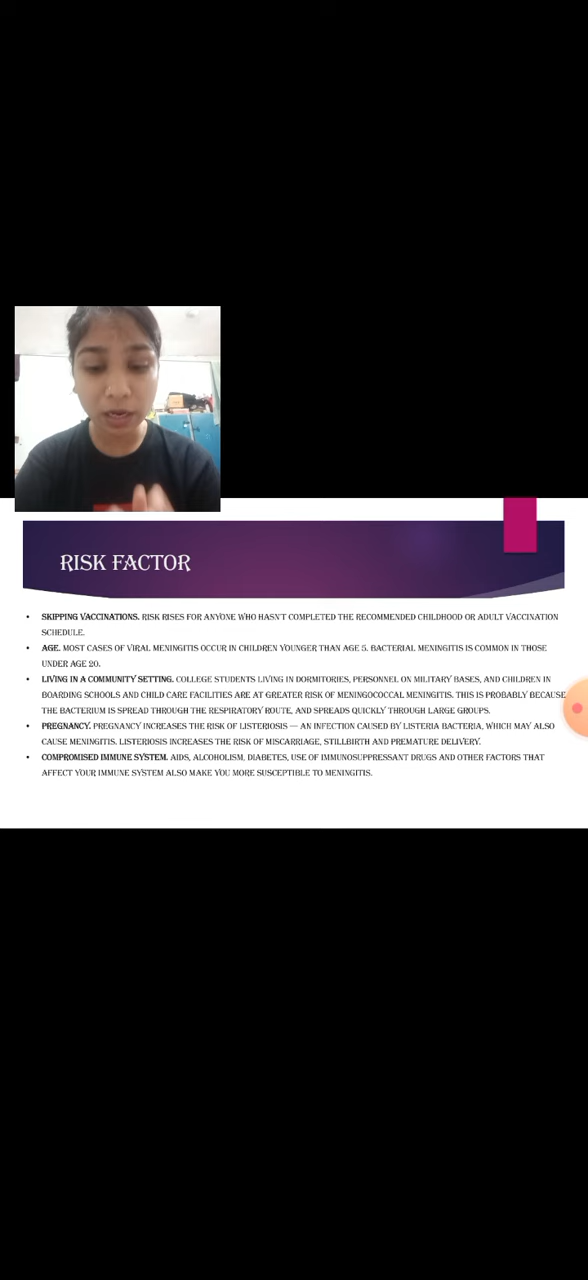 RISK FACTOR
• SKIPPING VACCINATIONS. RISK RISES FOR ANYONE WHO HASN'T COMPLETED THE RECOMMENDED CHILDHOOD OR ADULT VACCINATION
SCHEDULE.
• AGE. MOST CASES OF VIRAL MENINGITIS OCCUR IN CHILDREN YOUNGER THAN AGE 5. BACTERIAL MENINGITIS IS COMMON IN THOSE
UNDER AGE 20.
• LIVING IN A COMMUNITY SETTING. COLLEGE STUDENTS LIVING IN DORMITORIES, PERSONNEL ON MILITARY BASES, AND CHILDREN IN
BOARDING SCHOOLS AND CHILD CARE FACILITIES ARE AT GREATER RISK OF MENINGOCOCCAL MENINGITIS. THIS IS PROBABLY BECAUSE
THE BACTERIUM IS SPREAD THROUGH THE RESPIRATORY ROUTE, AND SPREADS QUICKLY THROUGH LARGE GROUPS.
• PREGNANCY. PREGNANCY INCREASES THE RISK OF LISTERIOSIS — AN INFECTION CAUSED BY LISTERIA BACTERIA, WHICH MAY ALSO
CAUSE MENINGITIS. LISTERIOSIS INCREASES THE RISK OF MISCARRIAGE, STILLBIRTH AND PREMATURE DELIVERY.
• COMPROMISED IMMUNE SYSTEM. AIDS, ALCOHOLISM, DIABETES, USE OF IMMUNOSUPPRESSANT DRUGS AND OTHER FACTORS THAT
AFFECT YOUR IMMUNE SYSTEM ALSO MAKE YOU MORE SUSCEPTIBLE TO MENINGITIS.